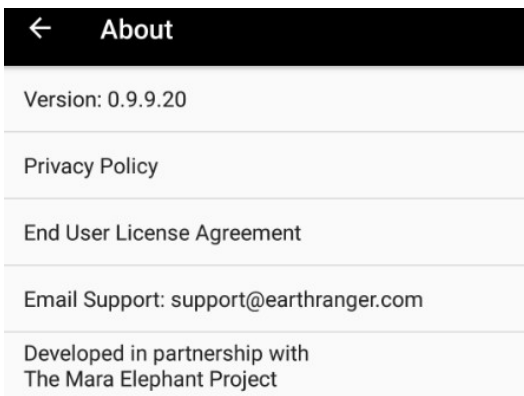 About
Version: 0.9.9.20
Privacy Policy
End User License Agreement
Email Support: support@earthranger.com
Developed in partnership with
The Mara Elephant Project